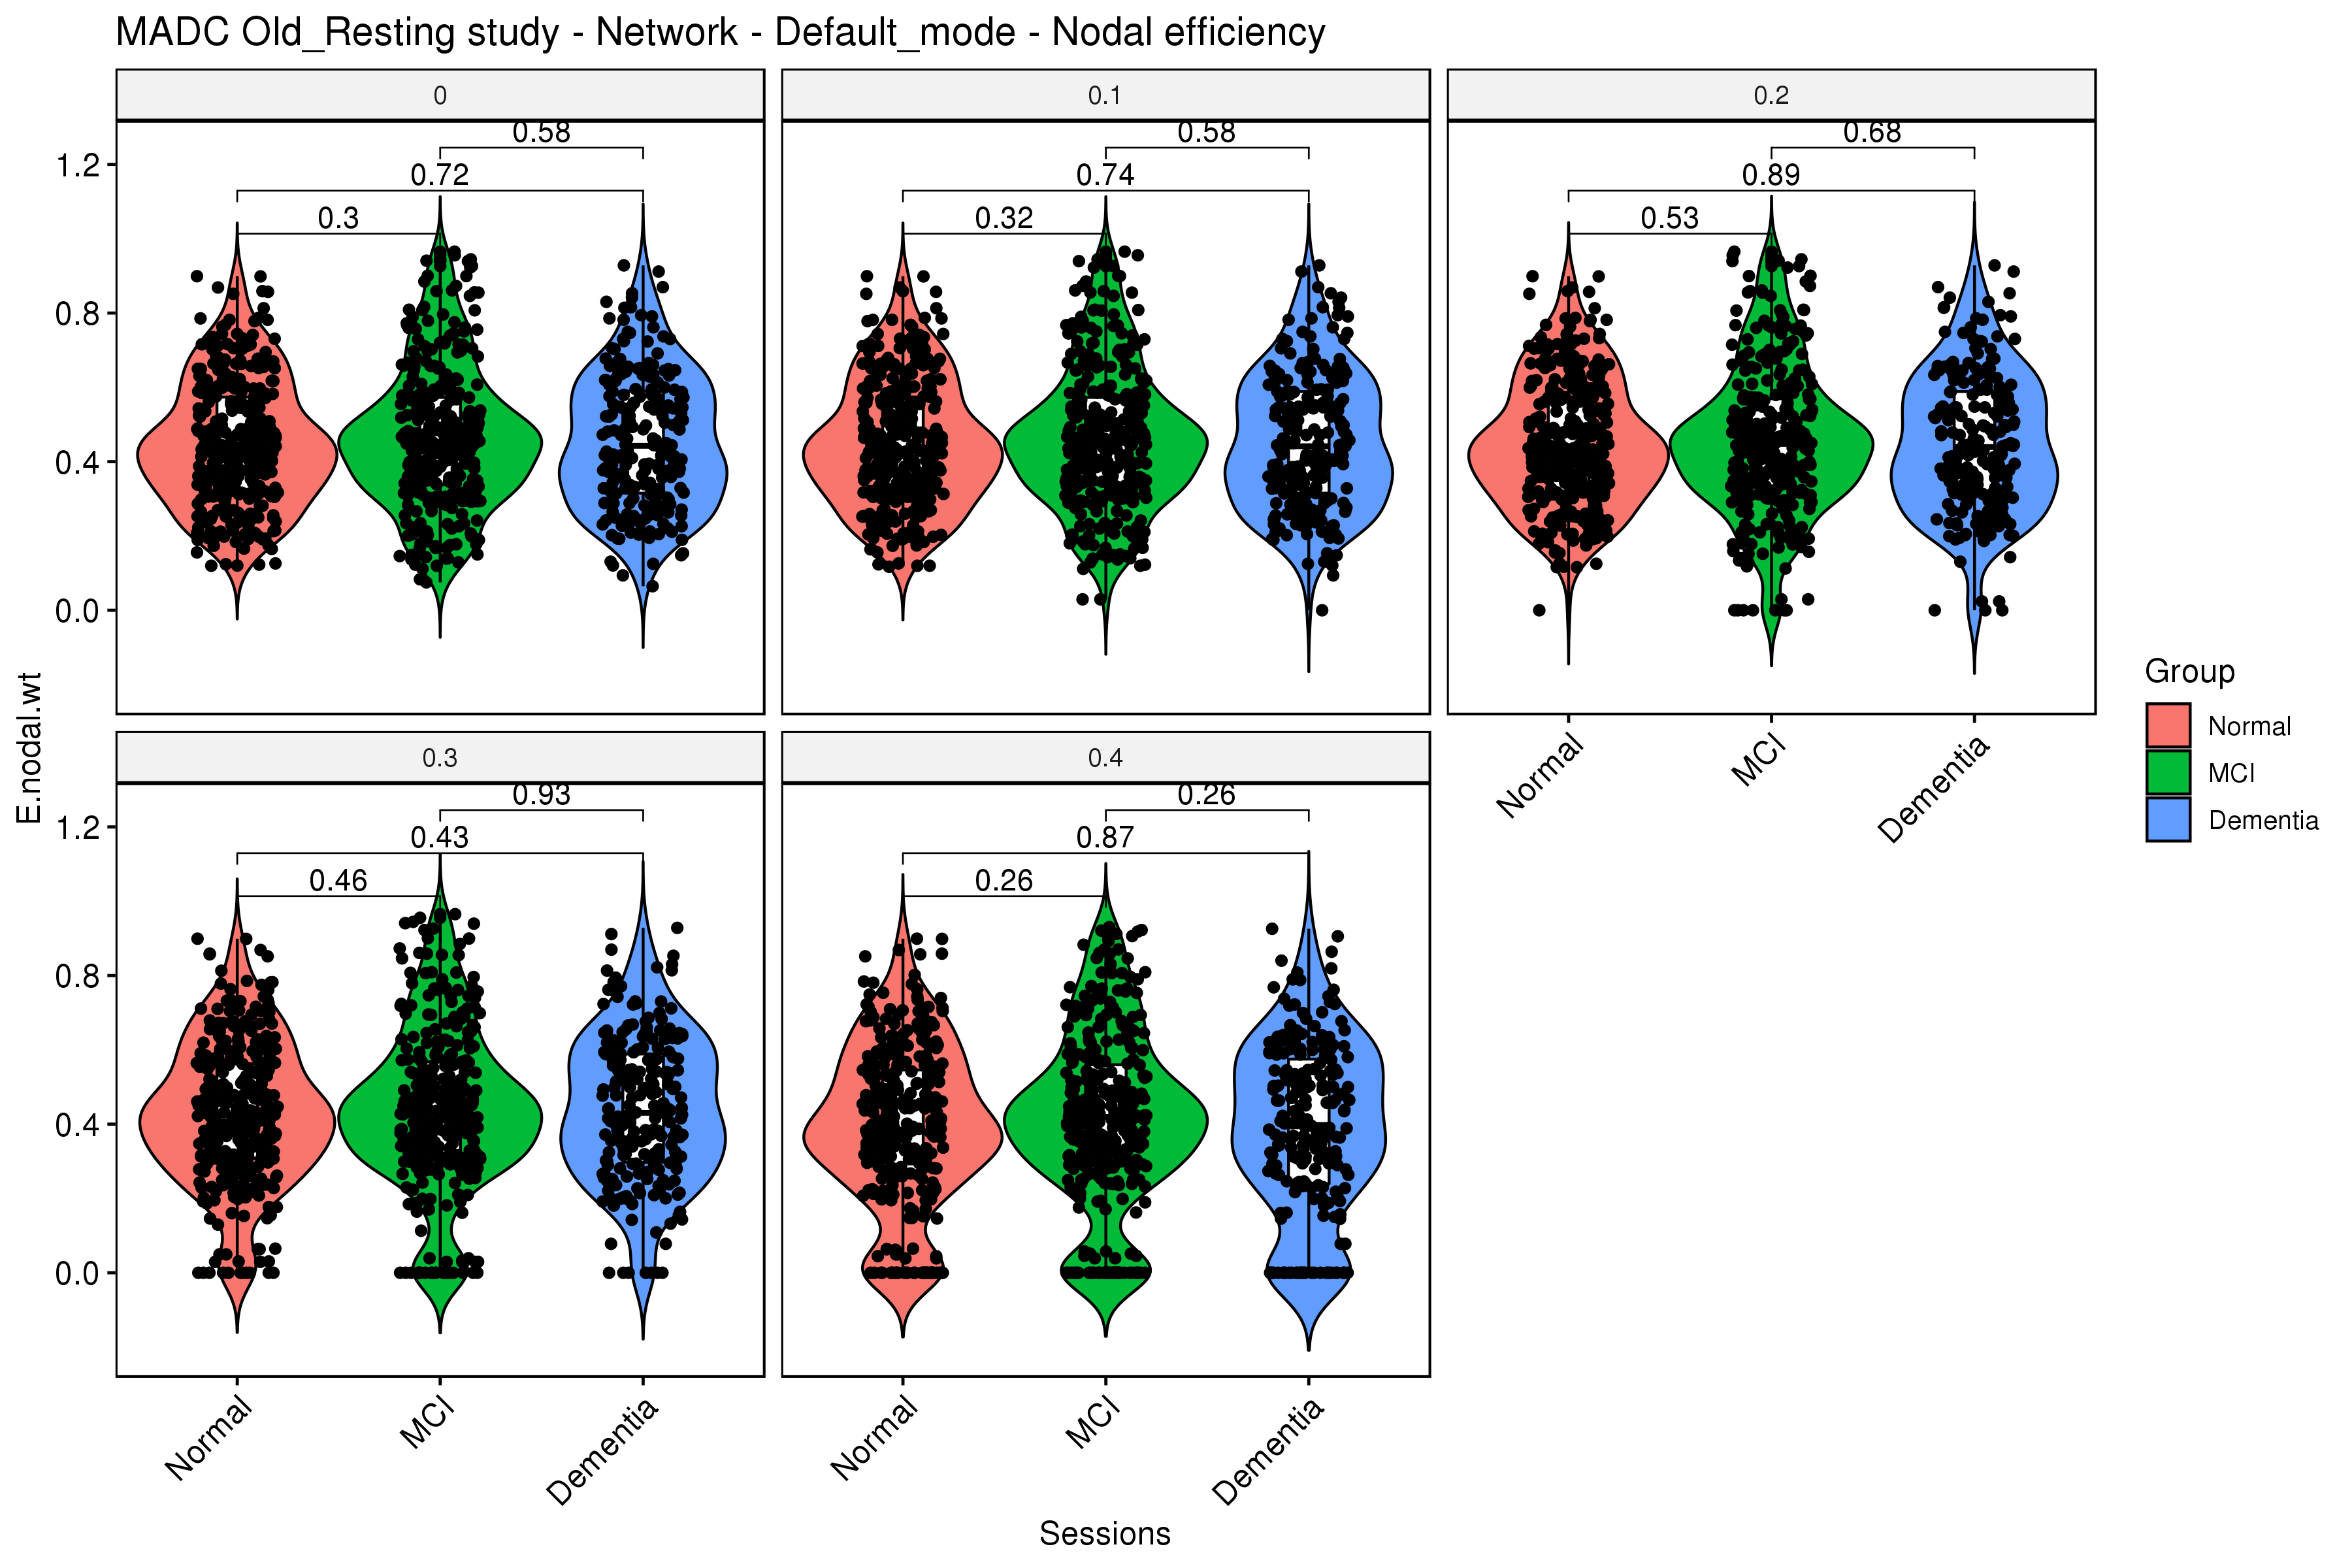 MADC Old_Resting study - Network - Default_mode - Nodal efficiency
0
0.1
0.2
0.58
0.72
0.3
0.58
0.74
0.32
0.68
0.89
0.53
1.2
0.8
0.4
0.0
Normal
MCI
Dementia
0.3
0.4
0.93
0.43
0.46
0.26
0.87
0.26
1.2
0.8
0.4
0.0
Normal
MCI
Dementia
Normal
MCI
Dementia
E.nodal.wt
Sessions
Group
Normal
MCI
Dementia